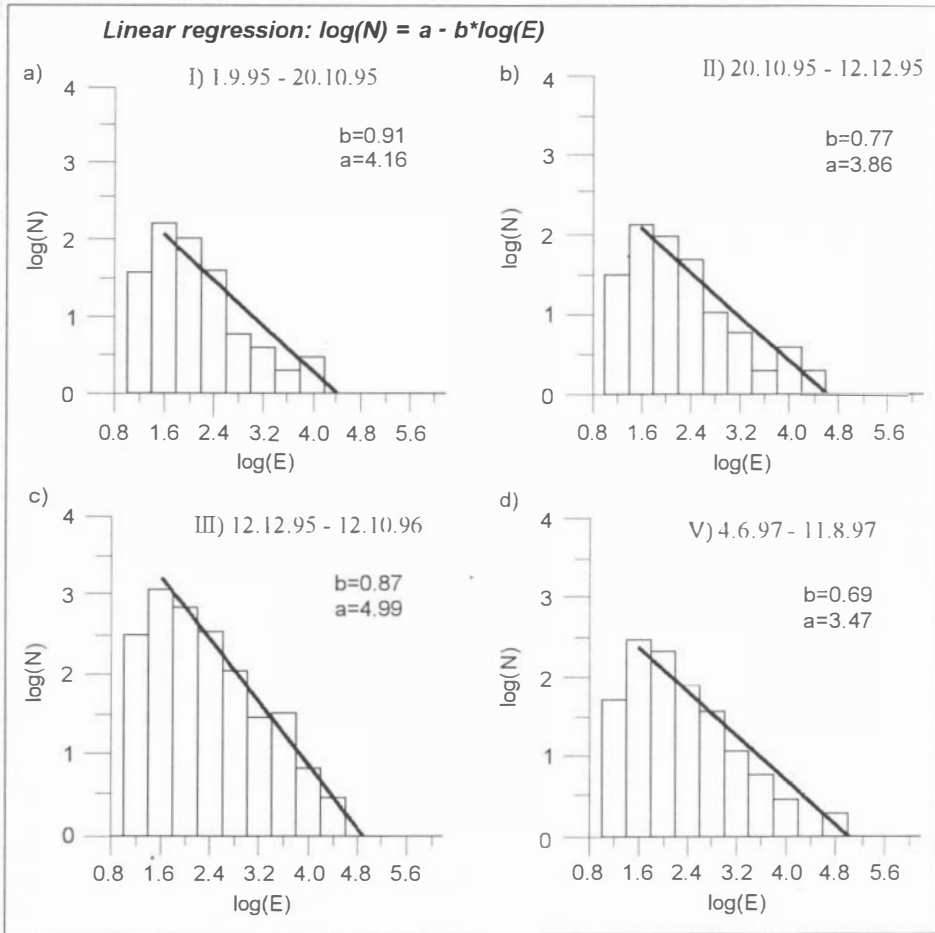 Linear regression: log(N) = a - b*log(E)
a)
I) 1.9.95 - 20.10.95
b=0.91
a=4.16
4
3
2
1
0
log(N)
0.8 1.6 2.4 3.2 4.0 4.8 5.6
log(E)
b)
II) 20.10.95 - 12.12.95
b=0.77
a=3.86
4
3
2
1
0
log(N)
0.8 1.6 2.4 3.2 4.0 4.8 5.6
log(E)
c)
III) 12.12.95 - 12.10.96
b=0.87
a=4.99
4
3
2
1
0
log(N)
0.8 1.6 2.4 3.2 4.0 4.8 5.6
log(E)
d)
V) 4.6.97 - 11.8.97
b=0.69
a=3.47
4
3
2
1
0
log(N)
0.8 1.6 2.4 3.2 4.0 4.8 5.6
log(E)